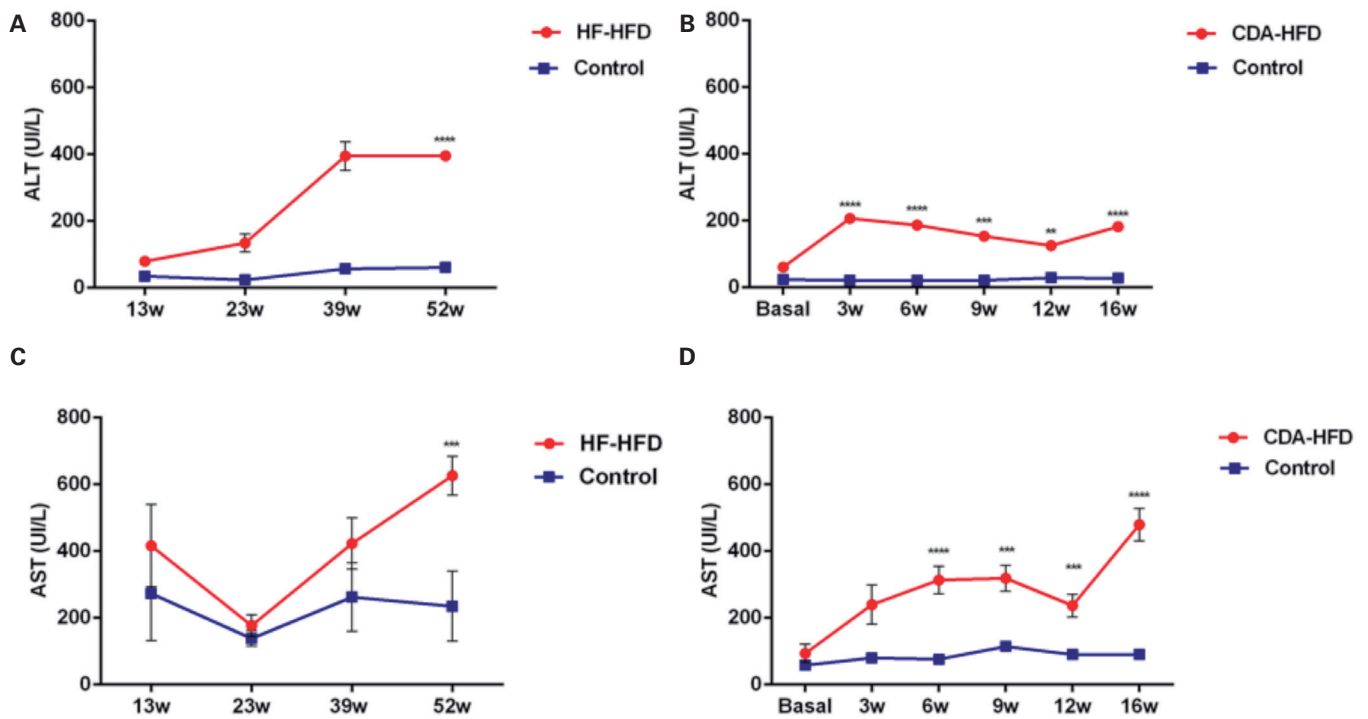 A
800
600
400
200
0
ALT (UI/L)
HF-HFD
Control
****
13w 23w 39w 52w
B
800
600
400
200
0
ALT (UI/L)
CDA-HFD
Control
**** **** *** ** ****
Basal 3w 6w 9w 12w 16w
C
800
600
400
200
0
AST (UI/L)
HF-HFD
Control
***
13w 23w 39w 52w
D
800
600
400
200
0
AST (UI/L)
CDA-HFD
Control
**** *** *** ****
Basal 3w 6w 9w 12w 16w